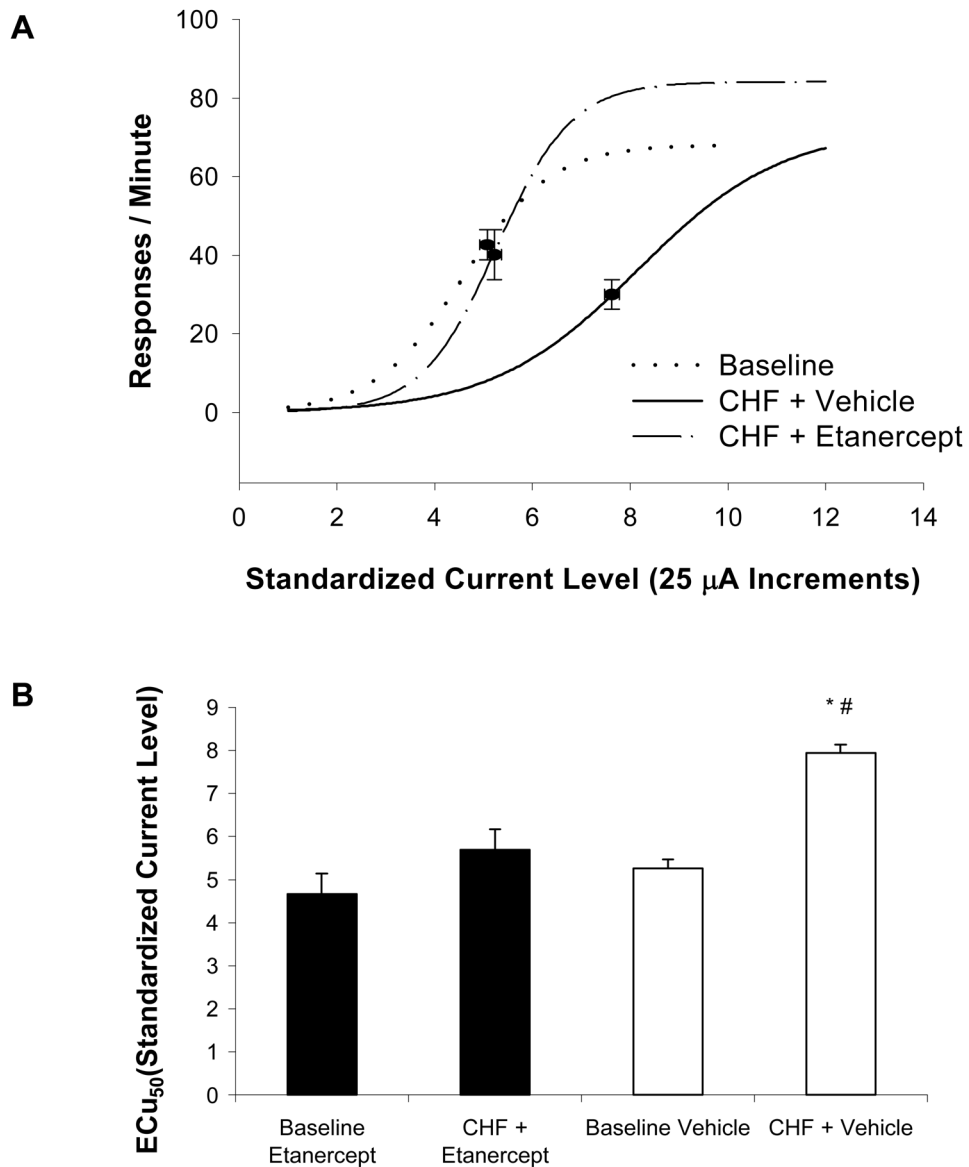 A
Responses / Minute
100
80
60
40
20
0
0 2 4 6 8 10 12 14
Standardized Current Level (25 μA Increments)
Baseline
CHF + Vehicle
CHF + Etanercept
B
ECu50(Standardized Current Level)
9
8
7
6
5
4
3
2
1
0
* #
Baseline Etanercept
CHF + Etanercept
Baseline Vehicle
CHF + Vehicle